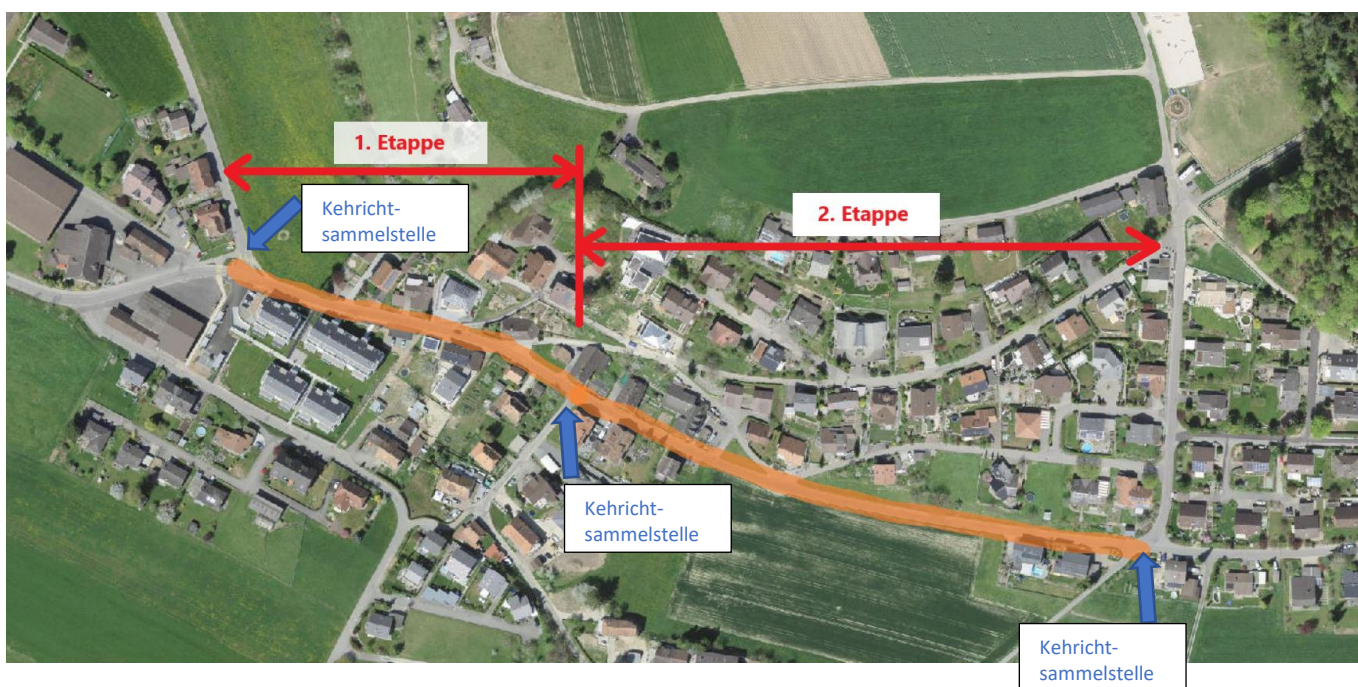 1. Etappe
Kehricht-
sammelstelle
2. Etappe
Kehricht-
sammelstelle
Kehricht-
sammelstelle